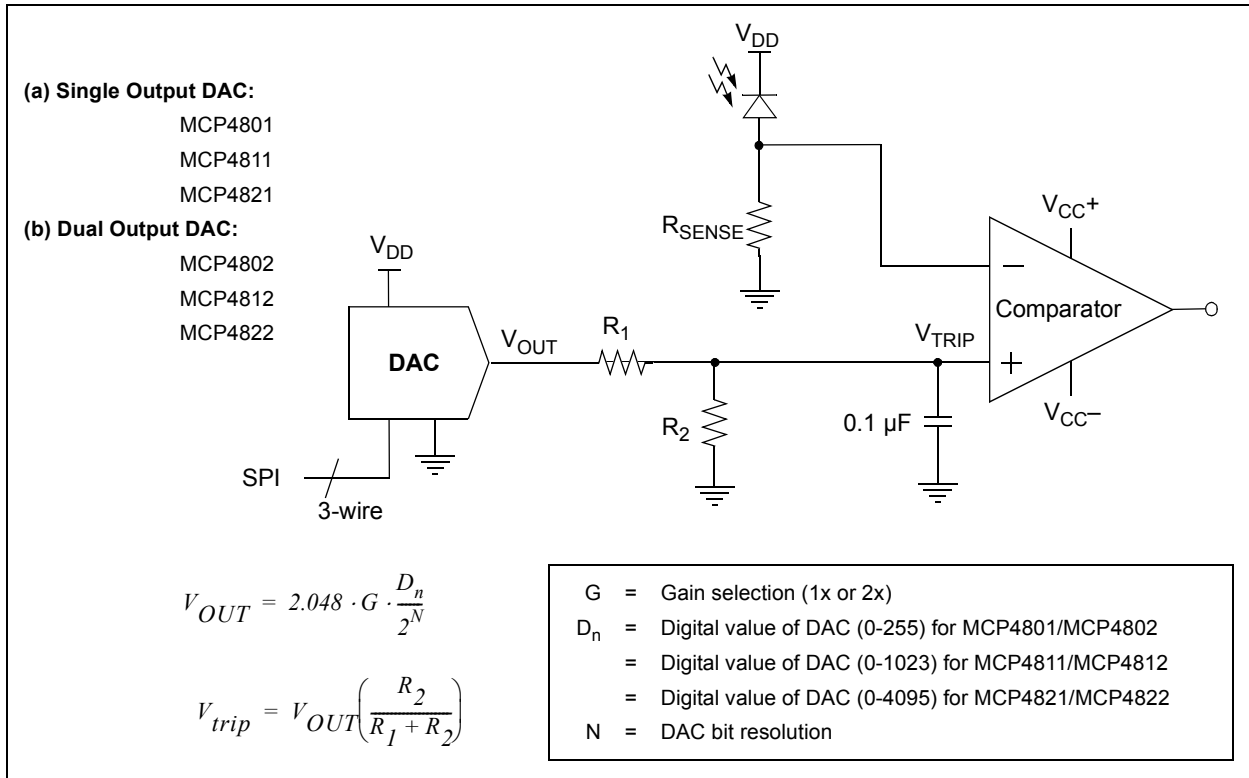 (a) Single Output DAC:
MCP4801
MCP4811
MCP4821
(b) Dual Output DAC:
MCP4802
MCP4812
MCP4822
V_DD
V_DD
R_SENSE
V_CC+
Comparator
V_CC–
DAC
V_OUT
R_1
R_2
V_TRIP
0.1 µF
SPI
3-wire
−
+
V_OUT = 2.048 · G · D_n / 2^N
V_trip = V_OUT (R_2 / (R_1 + R_2))
G = Gain selection (1x or 2x)
D_n = Digital value of DAC (0-255) for MCP4801/MCP4802
= Digital value of DAC (0-1023) for MCP4811/MCP4812
= Digital value of DAC (0-4095) for MCP4821/MCP4822
N = DAC bit resolution